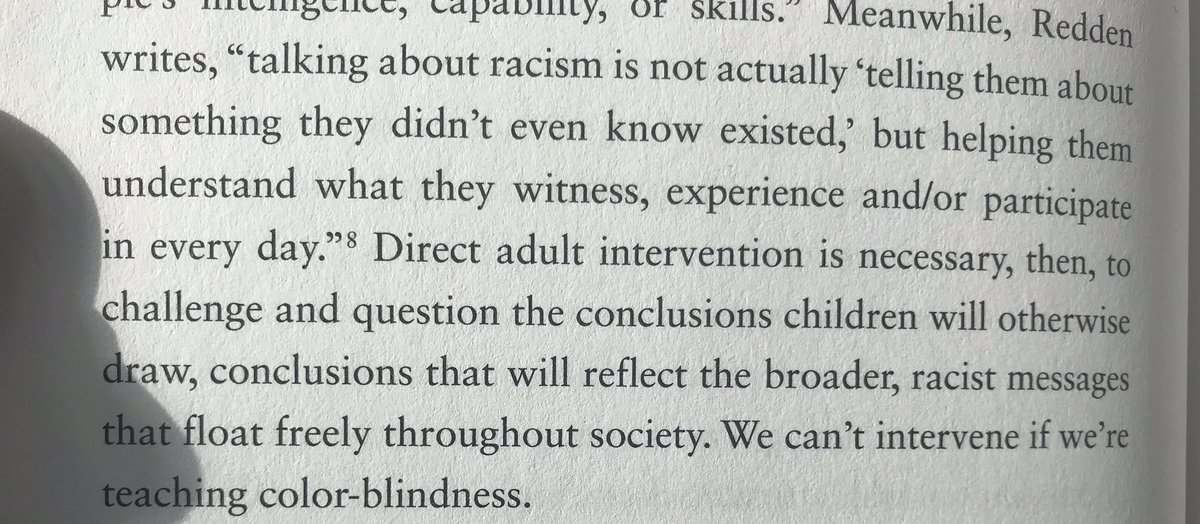 intelligence, capability, or skills.” Meanwhile, Redden
writes, “talking about racism is not actually ‘telling them about
something they didn’t even know existed,’ but helping them
understand what they witness, experience and/or participate
in every day.”8 Direct adult intervention is necessary, then, to
challenge and question the conclusions children will otherwise
draw, conclusions that will reflect the broader, racist messages
that float freely throughout society. We can’t intervene if we’re
teaching color-blindness.